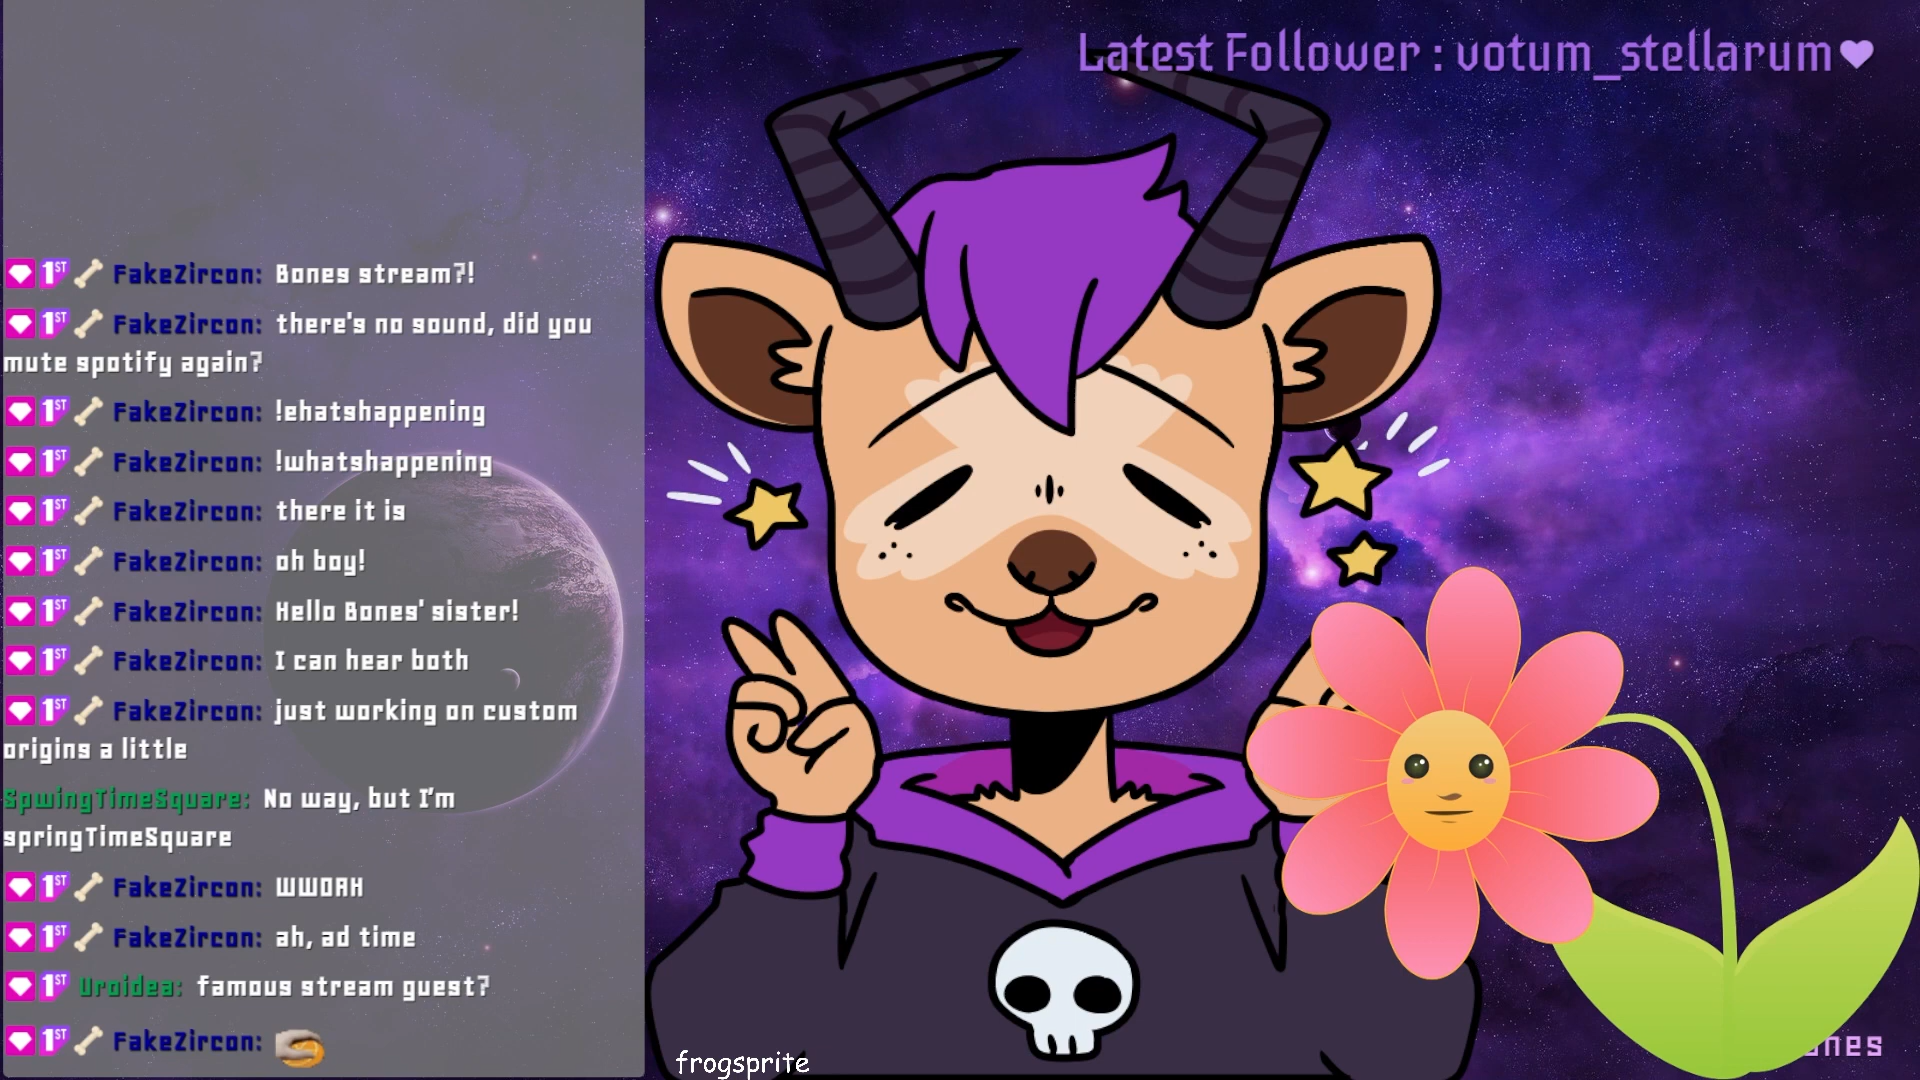 Latest Follower : votum_stellarum
1ST FakeZircon: Bones stream?!
1ST FakeZircon: there's no sound, did you
mute spotify again?
1ST FakeZircon: !ehatshappening
1ST FakeZircon: !whatshappening
1ST FakeZircon: there it is
1ST FakeZircon: oh boy!
1ST FakeZircon: Hello Bones' sister!
1ST FakeZircon: I can hear both
1ST FakeZircon: just working on custom
origins a little
SpwingTimeSquare: No way, but I'm
springTimeSquare
1ST FakeZircon: WWOAH
1ST FakeZircon: ah, ad time
1ST Uroidea: famous stream guest?
1ST FakeZircon:
frogsprite